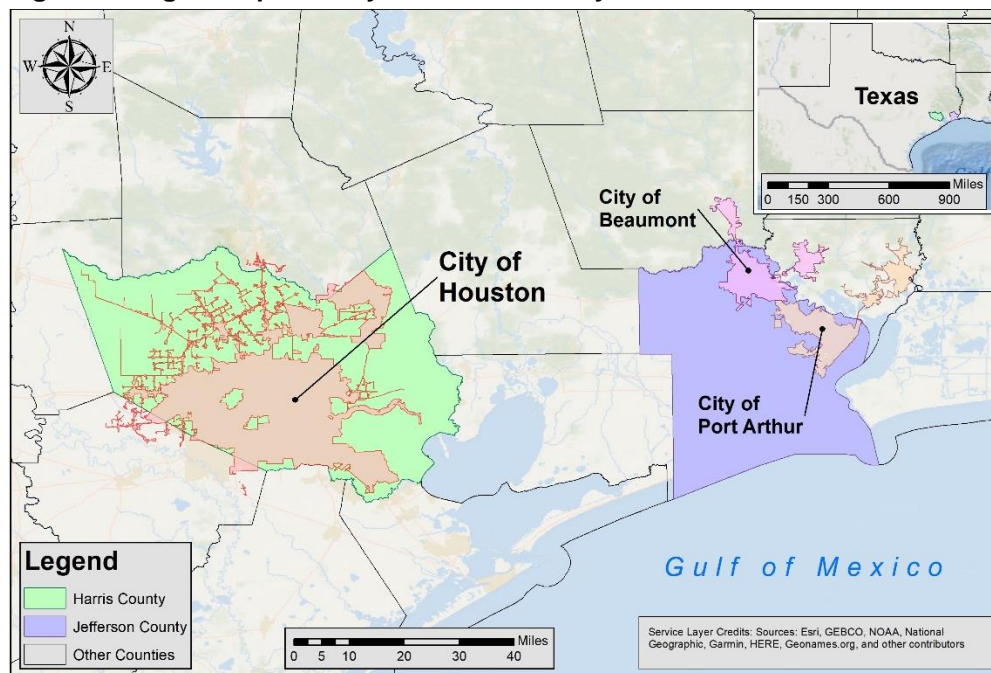 N
W E
S
Texas
Miles
0 150 300 600 900
City of
Beaumont
City of
Houston
City of
Port Arthur
Gulf of Mexico
Legend
Harris County
Jefferson County
Other Counties
Miles
0 5 10 20 30 40
Service Layer Credits: Sources: Esri, GEBCO, NOAA, National
Geographic, Garmin, HERE, Geonames.org, and other contributors